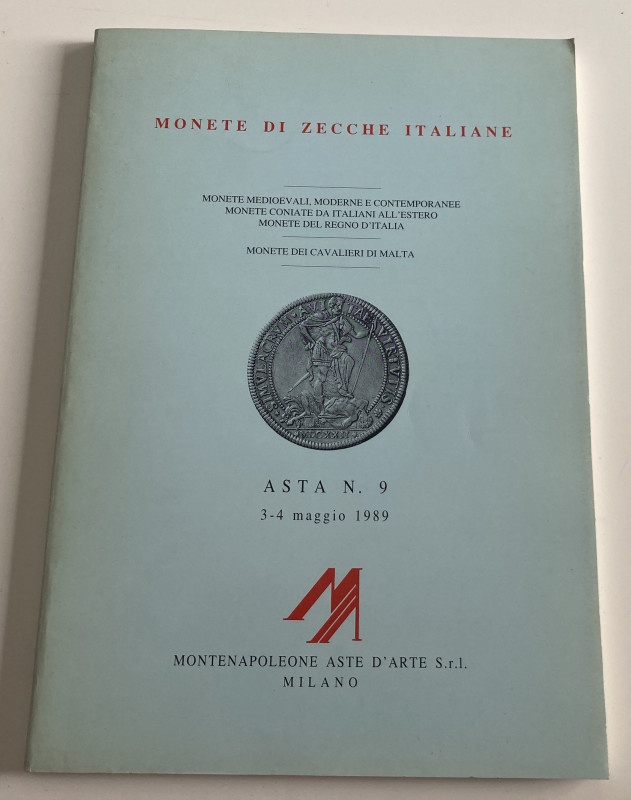 MONETE DI ZECCHE ITALIANE
MONETE MEDIOEVALI, MODERNE E CONTEMPORANEE
MONETE CONIATE DA ITALIANI ALL'ESTERO
MONETE DEL REGNO D'ITALIA
MONETE DEI CAVALIERI DI MALTA
ASTA N. 9
3-4 maggio 1989
MONTENAPOLEONE ASTE D'ARTE S.r.l.
MILANO